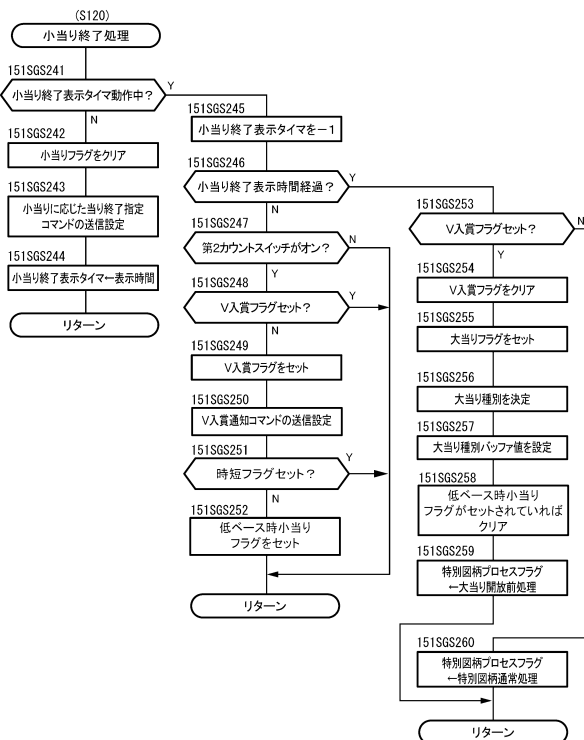 (S120)
小当り終了処理
151SGS241
小当り終了表示タイマ動作中？
Y
N
151SGS242
小当りフラグをクリア
151SGS243
小当りに応じた当り終了指定
コマンドの送信設定
151SGS244
小当り終了表示タイマ←表示時間
リターン
151SGS245
小当り終了表示タイマを－1
151SGS246
小当り終了表示時間経過？
Y
N
151SGS247
第2カウントスイッチがオン？
N
Y
151SGS248
V入賞フラグセット？
Y
N
151SGS249
V入賞フラグをセット
151SGS250
V入賞通知コマンドの送信設定
151SGS251
時短フラグセット？
Y
N
151SGS252
低ベース時小当り
フラグをセット
リターン
151SGS253
V入賞フラグセット？
N
Y
151SGS254
V入賞フラグをクリア
151SGS255
大当りフラグをセット
151SGS256
大当り種別を決定
151SGS257
大当り種別バッファ値を設定
151SGS258
低ベース時小当り
フラグがセットされていれば
クリア
151SGS259
特別図柄プロセスフラグ
←大当り開放前処理
151SGS260
特別図柄プロセスフラグ
←特別図柄通常処理
リターン